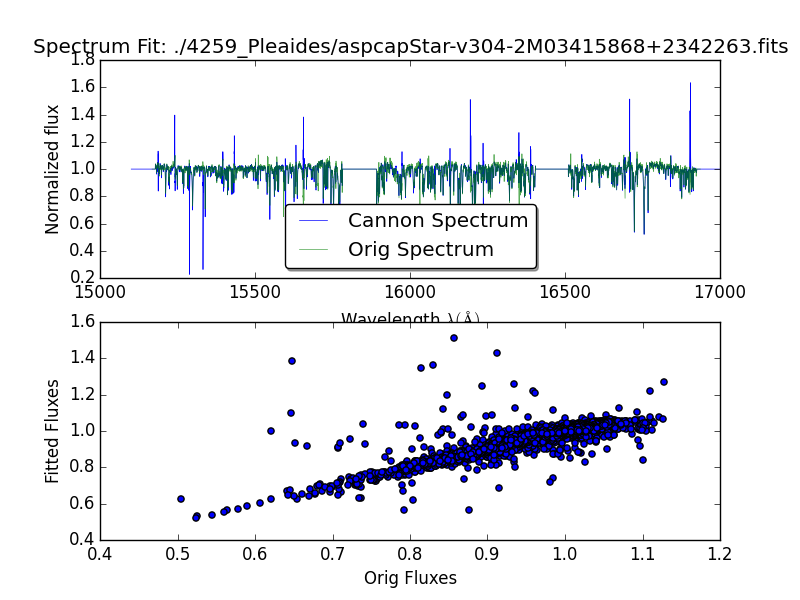 Spectrum Fit: ./4259_Pleaides/aspcapStar-v304-2M03415868+2342263.fits
1.8
1.6
1.4
1.2
1.0
0.8
0.6
0.4
0.2
Normalized flux
Cannon Spectrum
Orig Spectrum
15000 15500 16000 16500 17000
Wavelength λ(Å)
1.6
1.4
1.2
1.0
0.8
0.6
0.4
Fitted Fluxes
0.4 0.5 0.6 0.7 0.8 0.9 1.0 1.1 1.2
Orig Fluxes